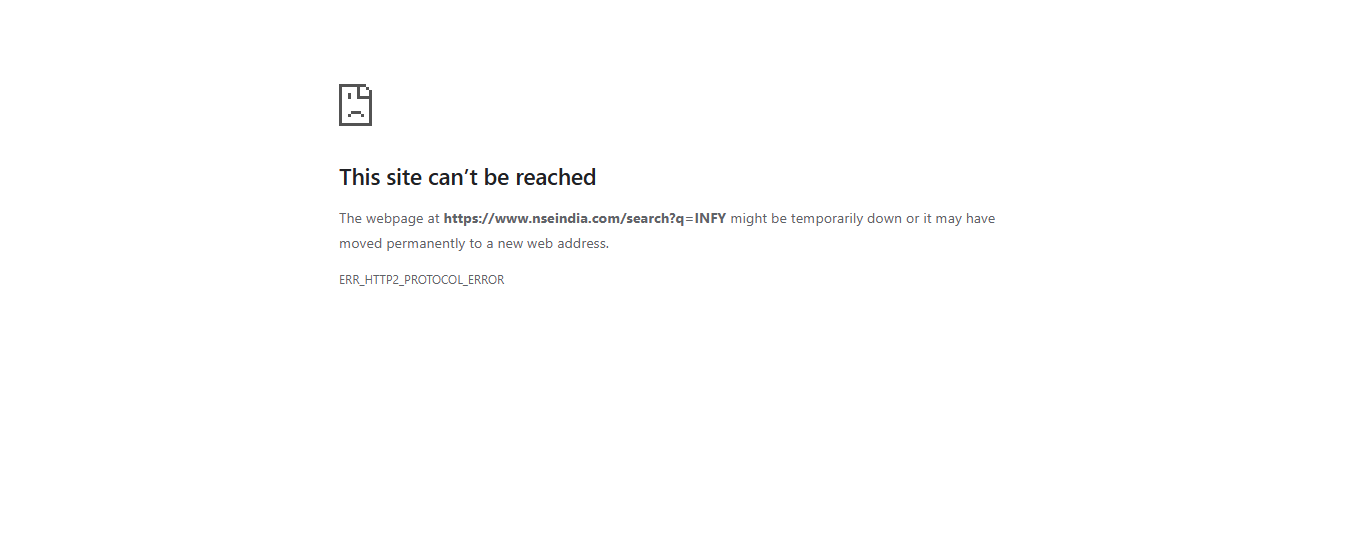 This site can’t be reached
The webpage at https://www.nseindia.com/search?q=INFY might be temporarily down or it may have
moved permanently to a new web address.
ERR_HTTP2_PROTOCOL_ERROR